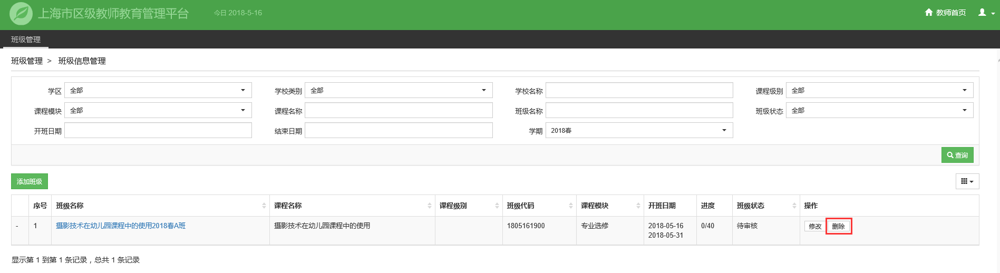 上海市区级教师教育管理平台 今日 2018-5-16 教师首页
班级管理
班级管理 > 班级信息管理
学区 全部 学校类别 全部 学校名称 课程级别 全部
课程模块 全部 课程名称 班级名称 班级状态 全部
开班日期 结束日期 学期 2018春
查询
添加班级
序号 班级名称 课程名称 课程级别 班级代码 课程模块 开班日期 进度 班级状态 操作
- 1 摄影技术在幼儿园课程中的使用2018春A班 摄影技术在幼儿园课程中的使用 1805161900 专业选修 2018-05-16 0/40 待审核 修改 删除
2018-05-31
显示第 1 到第 1 条记录，总共 1 条记录